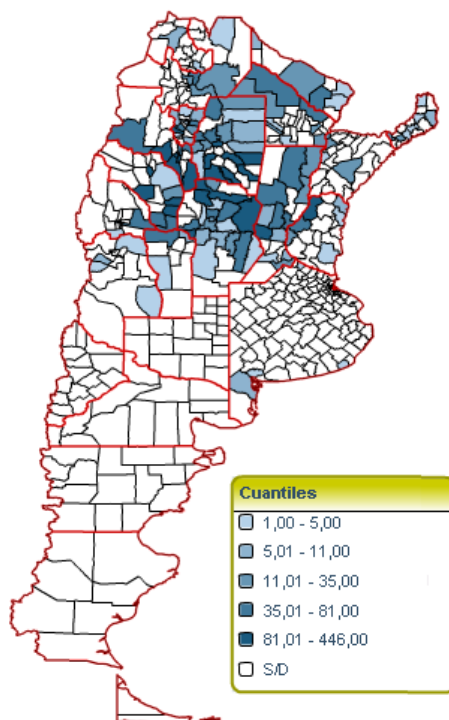 Cuantiles
1,00 - 5,00
5,01 - 11,00
11,01 - 35,00
35,01 - 81,00
81,01 - 446,00
S/D